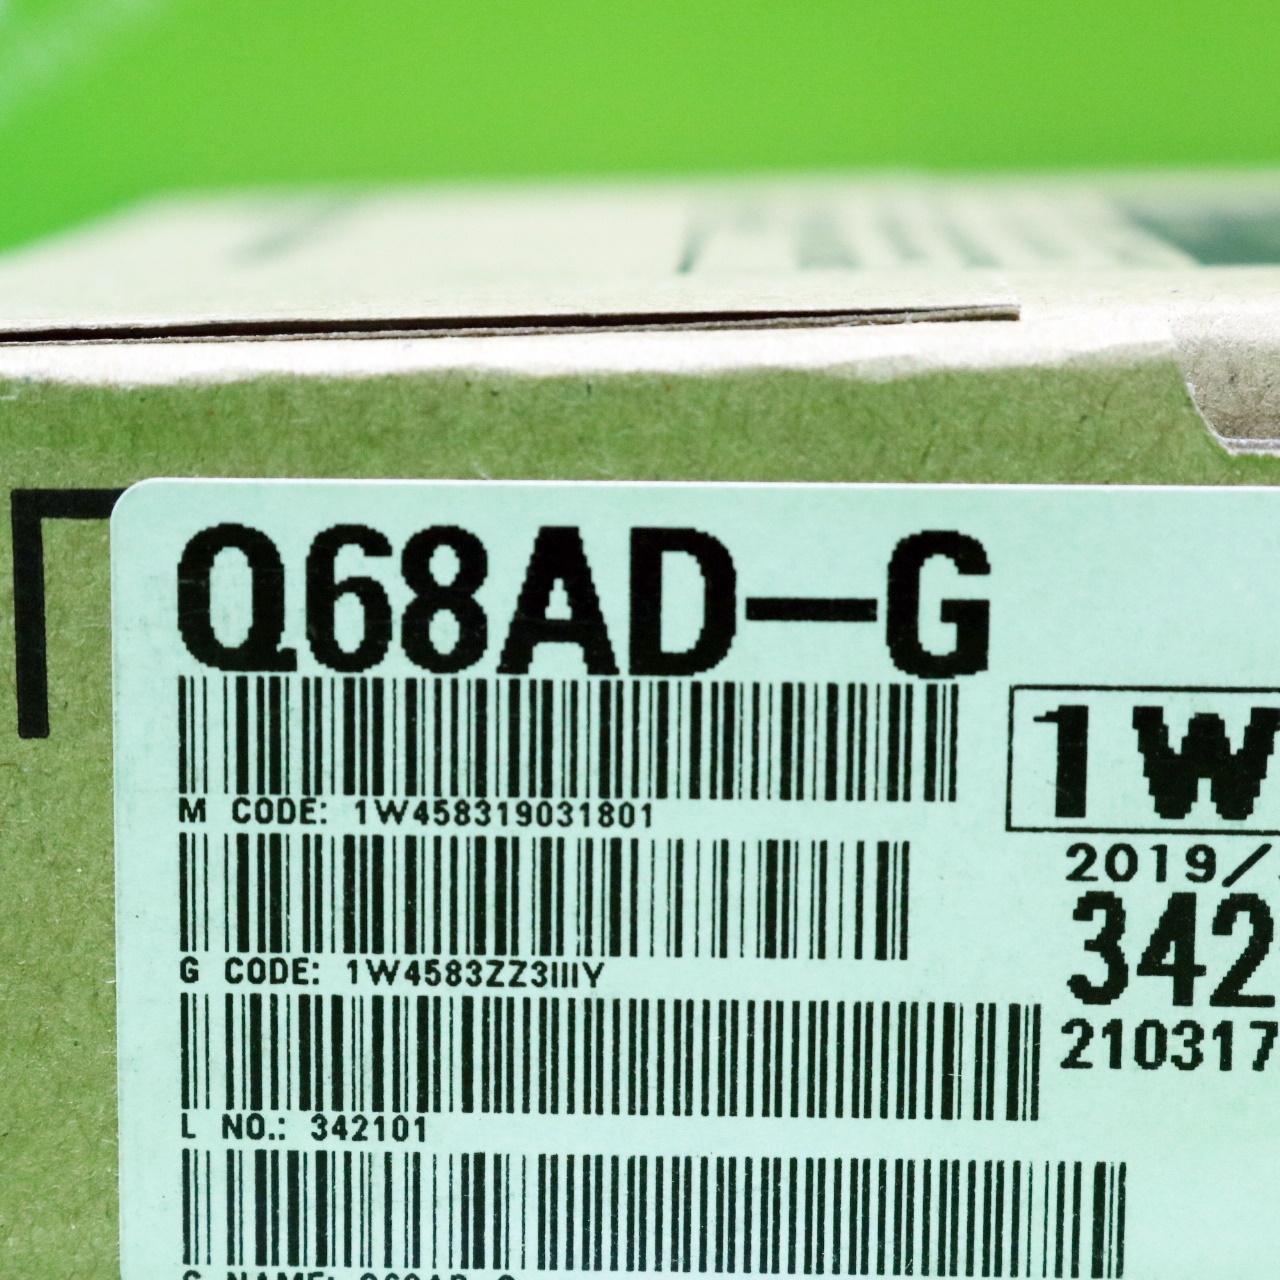 Q68AD-G
1W
M CODE: 1W458319031801
2019/
342
G CODE: 1W4583ZZ3IIIY
210317
L NO.: 342101